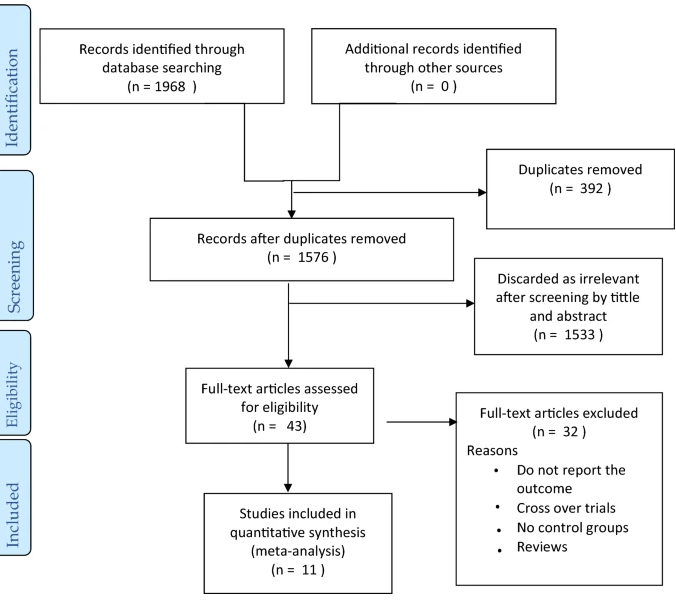 Identification
Records identified through
database searching
(n = 1968 )
Additional records identified
through other sources
(n = 0 )
Duplicates removed
(n = 392 )
Screening
Records after duplicates removed
(n = 1576 )
Discarded as irrelevant
after screening by tittle
and abstract
(n = 1533 )
Eligibility
Full-text articles assessed
for eligibility
(n = 43)
Full-text articles excluded
(n = 32 )
Reasons
• Do not report the
outcome
• Cross over trials
• No control groups
• Reviews
Included
Studies included in
quantitative synthesis
(meta-analysis)
(n = 11 )